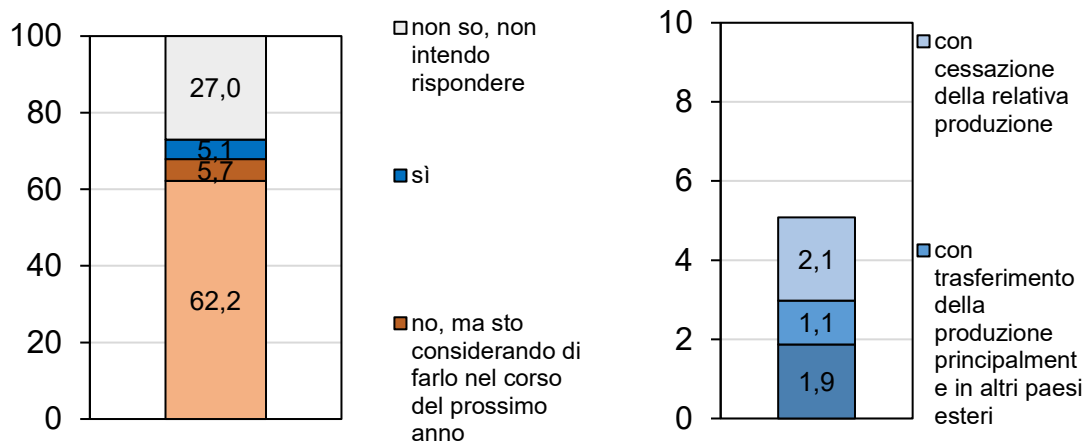 100
80
60
40
20
0
27,0
5,1
5,7
62,2
non so, non
intendo
rispondere
sì
no, ma sto
considerando di
farlo nel corso
del prossimo
anno
10
8
6
4
2
0
2,1
1,1
1,9
con
cessazione
della relativa
produzione
con
trasferimento
della
produzione
principalment
e in altri paesi
esteri